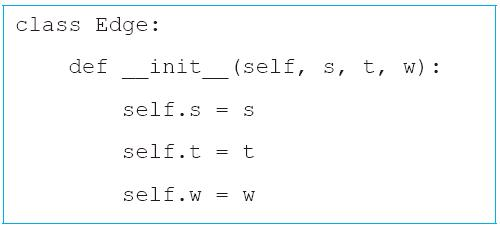 class Edge:
    def __init__(self, s, t, w):
        self.s = s
        self.t = t
        self.w = w